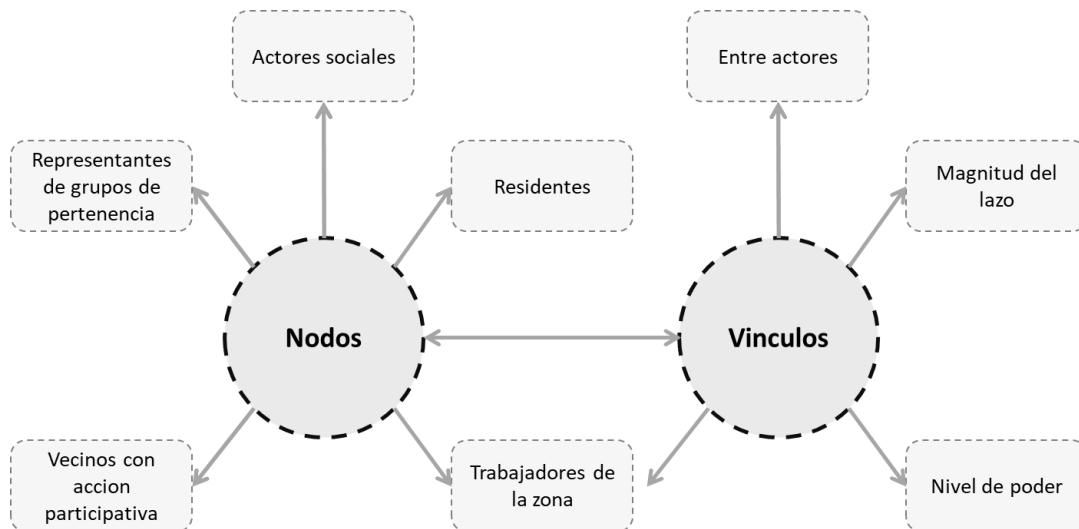 Actores sociales
Entre actores
Representantes
de grupos de
pertenencia
Residentes
Magnitud del
lazo
Nodos
Vinculos
Vecinos con
accion
participativa
Trabajadores de
la zona
Nivel de poder